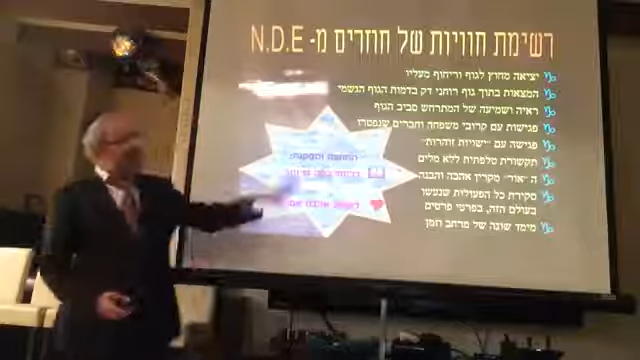 רשימת חוויות של חוזרים מ- N.D.E
יציאה מחוץ לגוף וריחוף מעליו
המצאות בתוך גוף רוחני דק בדמות הגוף הגשמי
ראיה ושמיעה של המתרחש סביב הגוף
פגישות עם קרובי משפחה וחברים שנפטרו
פגישה עם "ישויות זוהרות"
תקשורת טלפתית ללא מלים
ה"אור" מקרין אהבה והבנה
סקירת כל הפעולות שנעשו
בעולם הזה, בפרטי פרטים
מימד שונה של מרחב וזמן